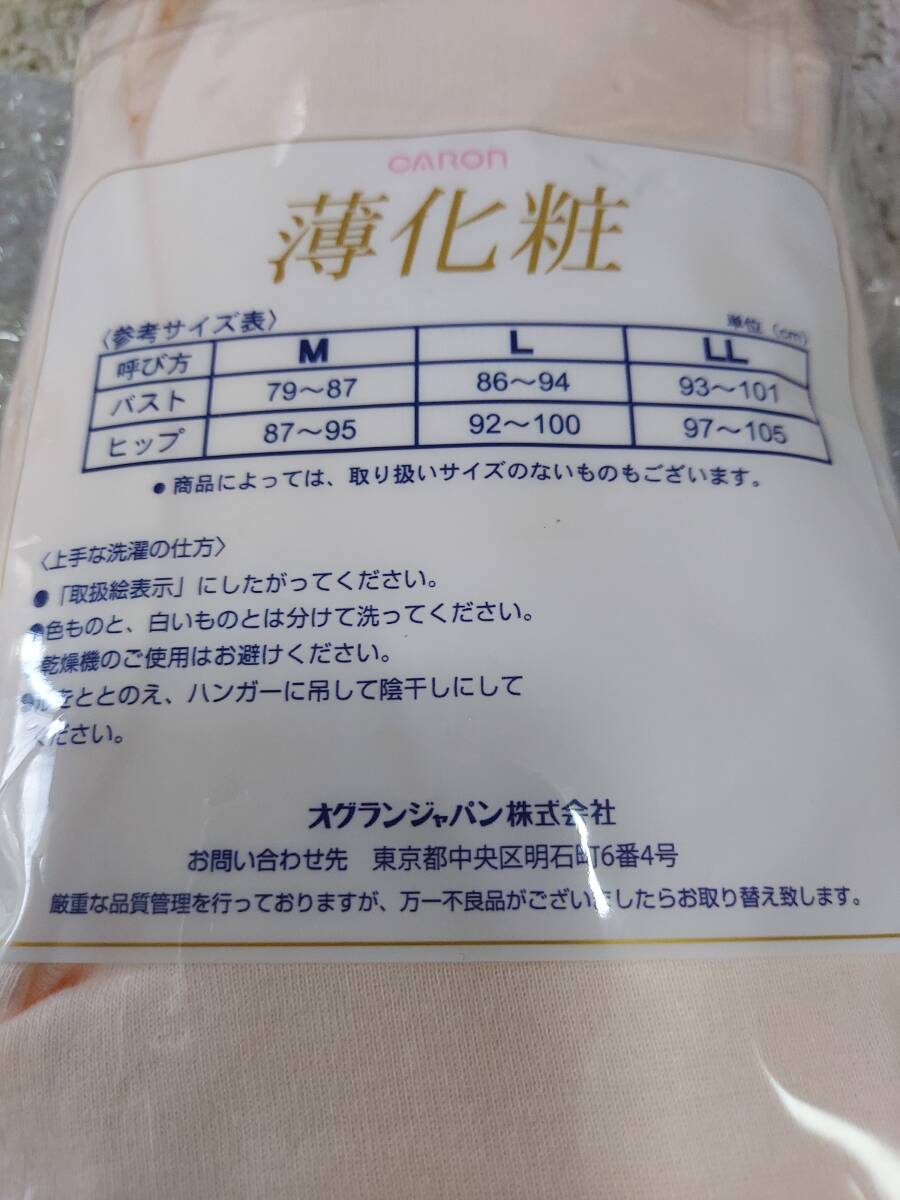 CARON
薄化粧
〈参考サイズ表〉 単位(cm)
呼び方 M L LL
バスト 79〜87 86〜94 93〜101
ヒップ 87〜95 92〜100 97〜105
●商品によっては、取り扱いサイズのないものもございます。
〈上手な洗濯の仕方〉
●「取扱絵表示」にしたがってください。
●色ものと、白いものとは分けて洗ってください。
乾燥機のご使用はお避けください。
●形をととのえ、ハンガーに吊して陰干しにして
ください。
オグランジャパン株式会社
お問い合わせ先 東京都中央区明石町6番4号
厳重な品質管理を行っておりますが、万一不良品がございましたらお取り替え致します。